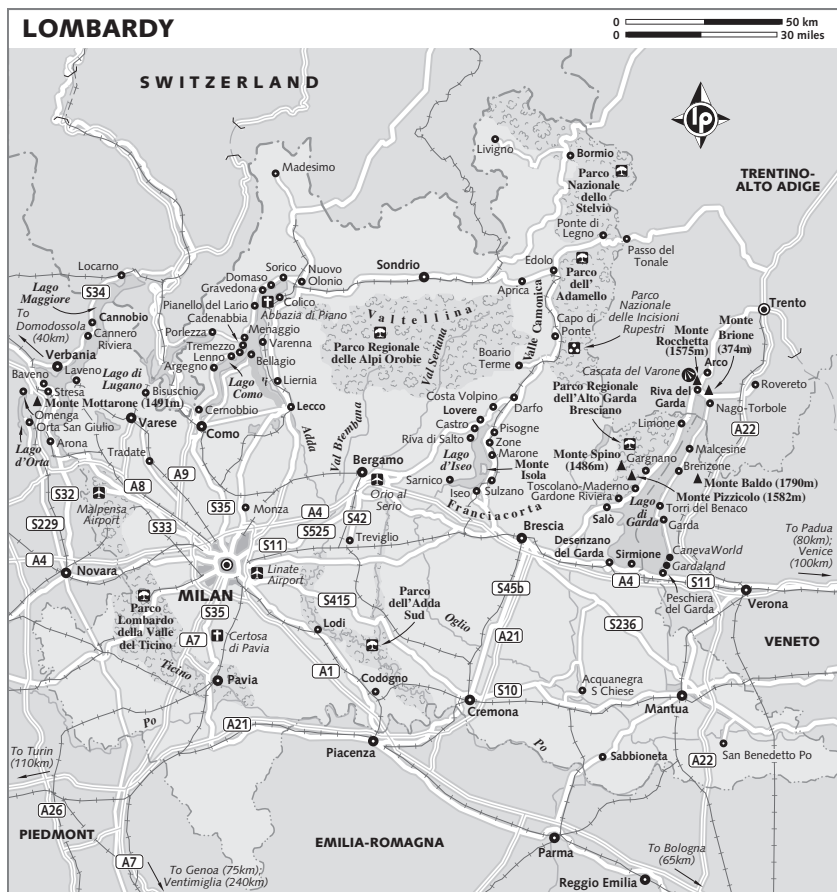 LOMBARDY
0 50 km
0 30 miles
SWITZERLAND
lp
Livigno
Bormio
Madesimo
Parco
Nazionale
dello
Stelvio
TRENTINO-
ALTO ADIGE
Ponte di
Legno
Passo del
Tonale
Locarno
Sorico
Domaso
Gravedona
Nuovo
Olonio
Sondrio
Edolo
Aprica
Parco
dell'
Adamello
Lago
Maggiore
S34
Pianello del Lario
Colico
Abbazia di Piano
Cadenabbia
Valtellina
Valle Camonica
Parco
Nazionale
delle Incisioni
Rupestri
Capo di
Ponte
Trento
To
Domodossola
(40km)
Cannobio
Cannero
Riviera
Porlezza
Menaggio
Tremezzo
Varenna
Lenno
Bellagio
Argegno
Parco Regionale
delle Alpi Orobie
Val Seriana
Boario
Terme
Monte
Rocchetta
(1575m)
Monte
Brione
(374m)
Arco
Cascata del Varone
Riva del
Garda
Rovereto
Nago-Torbole
Verbania
Baveno
Laveno
Lago di
Lugano
Stresa
Bisuschio
Lago
Como
Liernia
Monte Mottarone (1491m)
Omenga
Orta San Giulio
Arona
Lago
d'Orta
Varese
Cernobbio
Como
Lecco
Adda
Val Brembana
Costa Volpino
Darfo
Lovere
Castro
Riva di Salto
Pisogne
Zone
Marone
Lago
d'Iseo
Monte
Isola
Parco Regionale
dell'Alto Garda
Bresciano
Limone
A22
Malcesine
Monte Spino
(1486m)
Gargnano
Brenzone
Tradate
A9
Bergamo
Orio al
Serio
Sarnico
Iseo
Sulzano
Franciacorta
Toscolano-Maderno
Gardone Riviera
Monte Baldo (1790m)
Monte Pizzicolo (1582m)
Torri del Benaco
Lago
di
Garda
Salò
Garda
S32
A8
Malpensa
Airport
S35
Monza
A4
S42
S525
S229
S33
S11
Treviglio
Brescia
Desenzano
del Garda
Sirmione
CanevaWorld
Gardaland
To Padua
(80km);
Venice
(100km)
A4
Novara
MILAN
Linate
Airport
A4
S11
Peschiera
del Garda
Verona
S45b
S415
Parco
dell'Adda
Sud
Oglio
Parco
Lombardo
della Valle
del Ticino
S35
A7
Certosa
di Pavia
Lodi
A21
S236
VENETO
Ticino
Pavia
A1
Codogno
S10
Cremona
Acquanegra
S Chiese
Mantua
Po
A21
Po
To Turin
(110km)
Piacenza
Sabbioneta
A22
San Benedetto Po
A26
PIEDMONT
EMILIA-ROMAGNA
Parma
To Bologna
(65km)
A7
To Genoa (75km);
Ventimiglia (240km)
Reggio Emilia